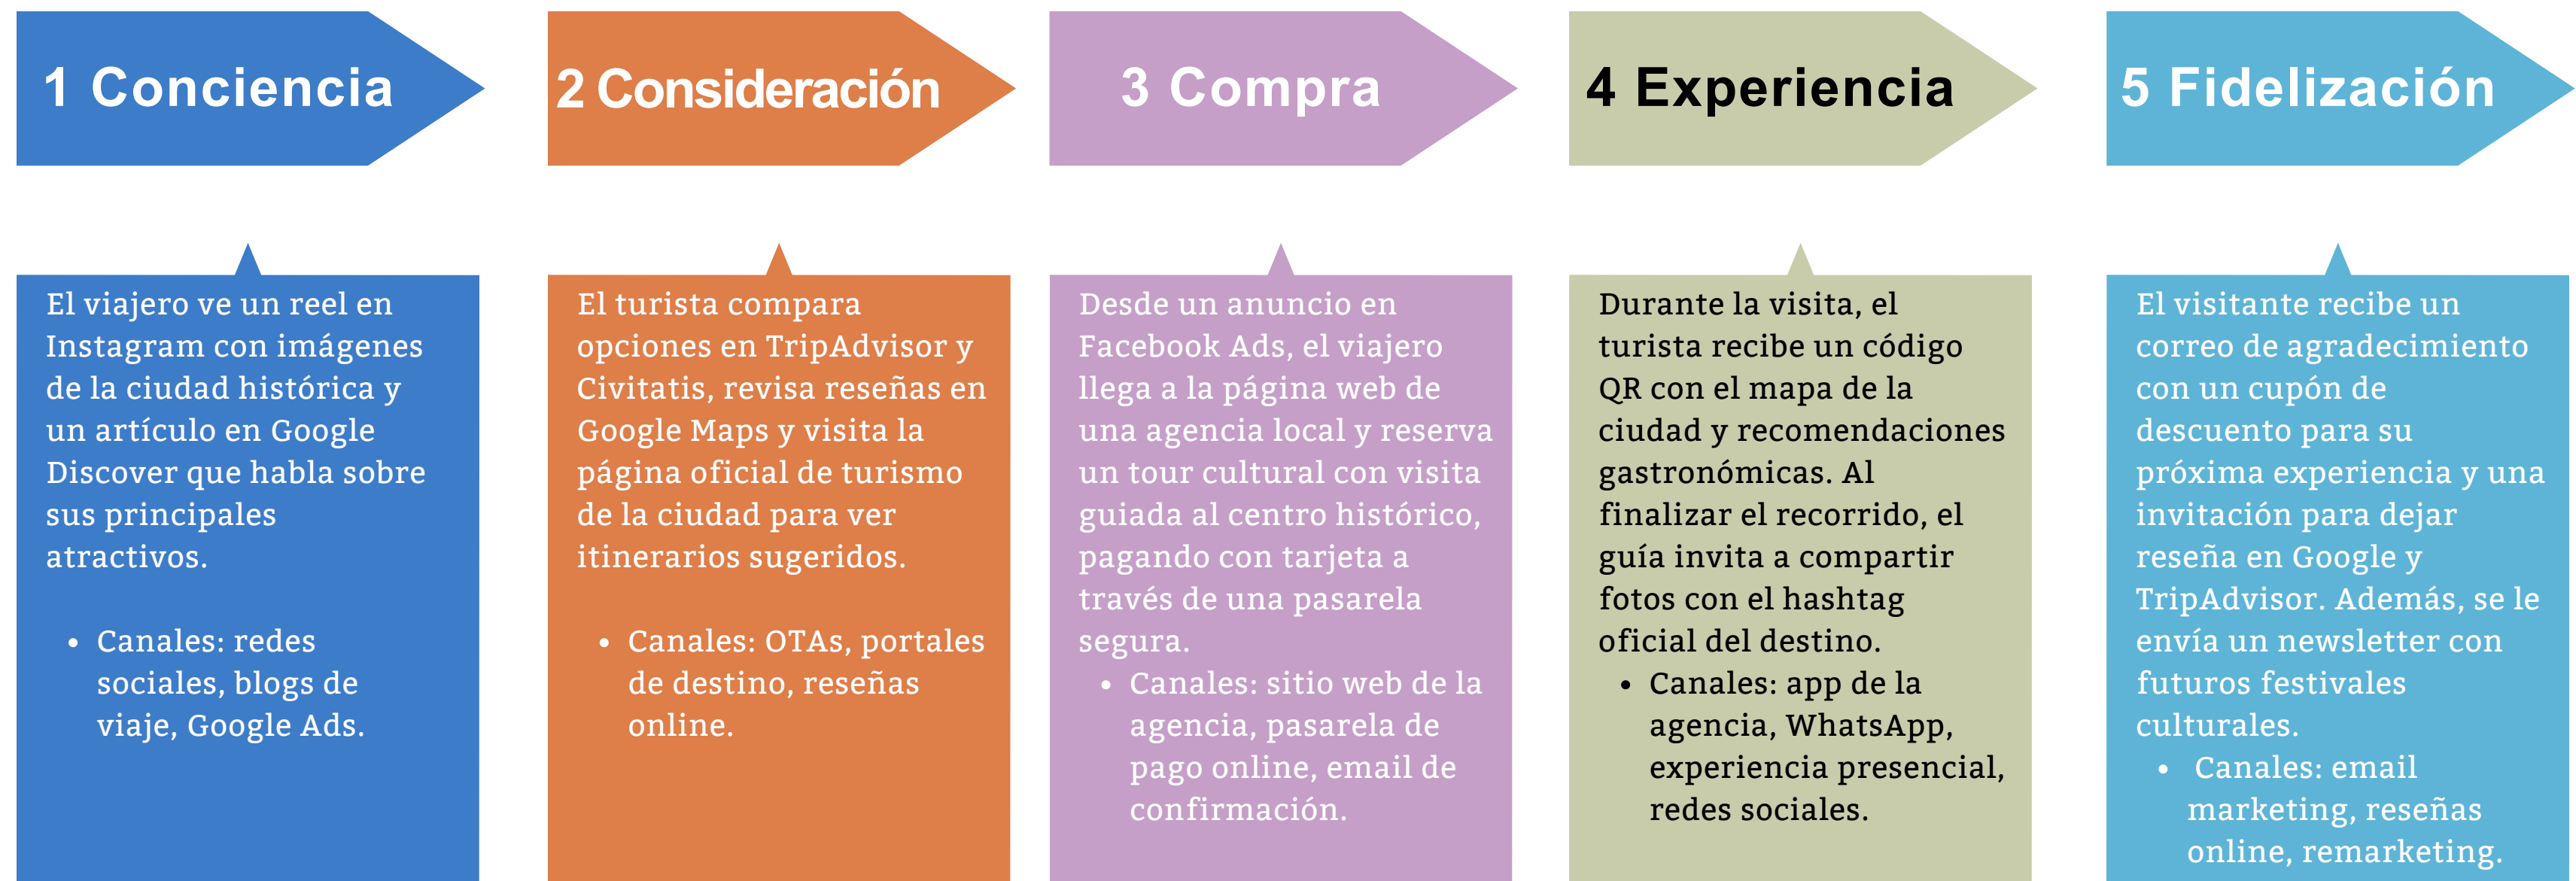 1 Conciencia
2 Consideración
3 Compra
4 Experiencia
5 Fidelización
El viajero ve un reel en
Instagram con imágenes
de la ciudad histórica y
un artículo en Google
Discover que habla sobre
sus principales
atractivos.
• Canales: redes
sociales, blogs de
viaje, Google Ads.
El turista compara
opciones en TripAdvisor y
Civitatis, revisa reseñas en
Google Maps y visita la
página oficial de turismo
de la ciudad para ver
itinerarios sugeridos.
• Canales: OTAs, portales
de destino, reseñas
online.
Desde un anuncio en
Facebook Ads, el viajero
llega a la página web de
una agencia local y reserva
un tour cultural con visita
guiada al centro histórico,
pagando con tarjeta a
través de una pasarela
segura.
• Canales: sitio web de la
agencia, pasarela de
pago online, email de
confirmación.
Durante la visita, el
turista recibe un código
QR con el mapa de la
ciudad y recomendaciones
gastronómicas. Al
finalizar el recorrido, el
guía invita a compartir
fotos con el hashtag
oficial del destino.
• Canales: app de la
agencia, WhatsApp,
experiencia presencial,
redes sociales.
El visitante recibe un
correo de agradecimiento
con un cupón de
descuento para su
próxima experiencia y una
invitación para dejar
reseña en Google y
TripAdvisor. Además, se le
envía un newsletter con
futuros festivales
culturales.
• Canales: email
marketing, reseñas
online, remarketing.